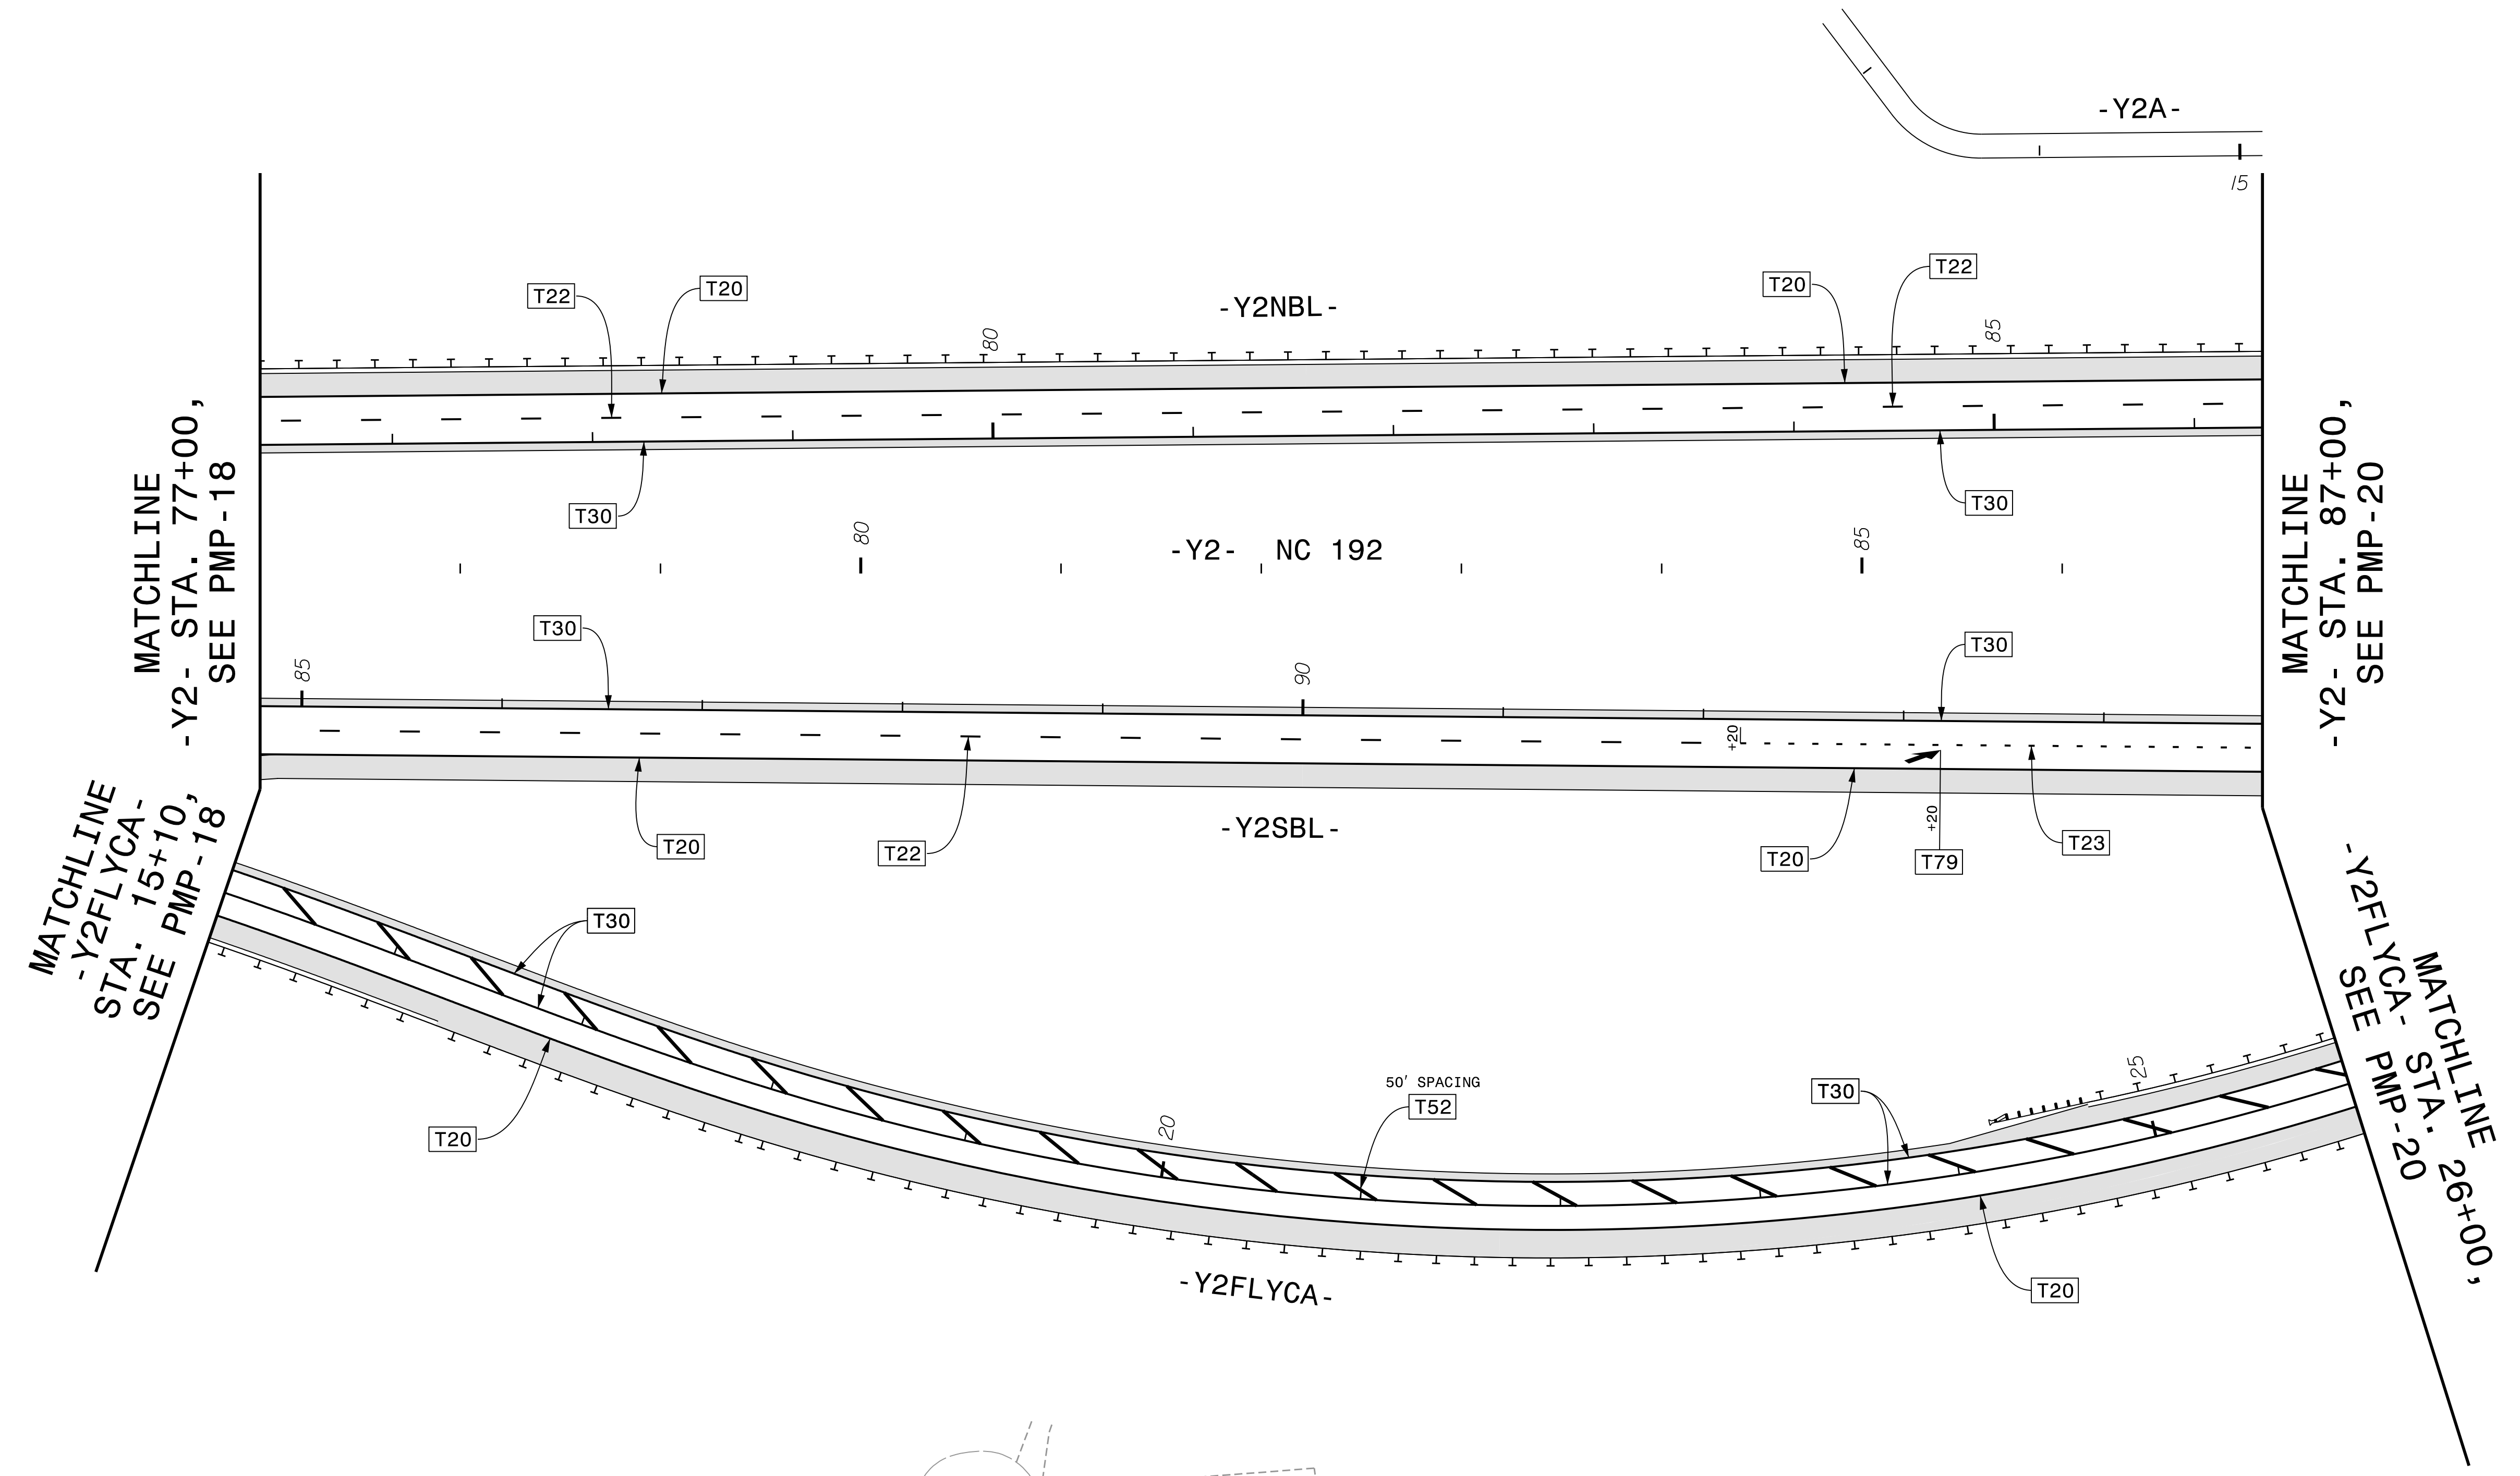 -Y2A-
15
T22
T20
-Y2NBL-
T20
T22
80
85
T30
T30
MATCHLINE
-Y2- STA. 77+00,
SEE PMP-18
80
-Y2- NC 192
85
MATCHLINE
-Y2- STA. 87+00,
SEE PMP-20
T30
T30
85
90
+20
+20
T20
T22
-Y2SBL-
T20
T79
T23
MATCHLINE
-Y2FLYCA-
STA. 15+10,
SEE PMP-18
T30
T20
20
50' SPACING
T52
T30
25
MATCHLINE
-Y2FLYCA- STA. 26+00,
SEE PMP-20
-Y2FLYCA-
T20